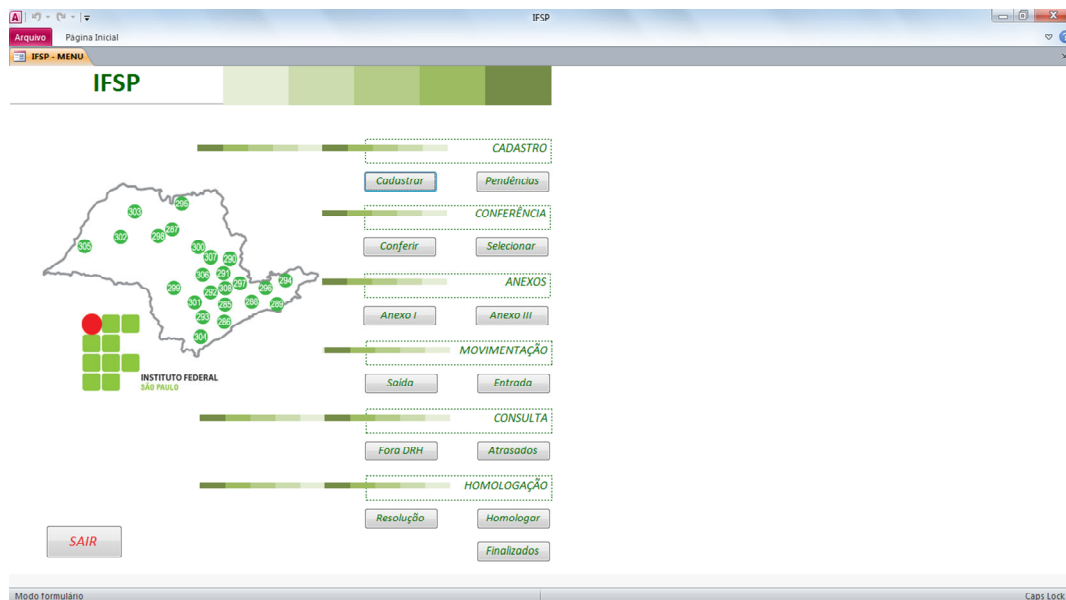 IFSP
Arquivo Página Inicial
IFSP - MENU
IFSP
CADASTRO
Cadastrar Pendências
CONFERÊNCIA
Conferir Selecionar
ANEXOS
Anexo I Anexo III
MOVIMENTAÇÃO
Saída Entrada
CONSULTA
Fora DRH Atrasados
HOMOLOGAÇÃO
Resolução Homologar
Finalizados
296
303
287
302 298
305 300
307 290
306 291
299 292 308 297 296 294
301 285 288 289
293 286
304
INSTITUTO FEDERAL
SÃO PAULO
SAIR
Modo formulário Caps Lock